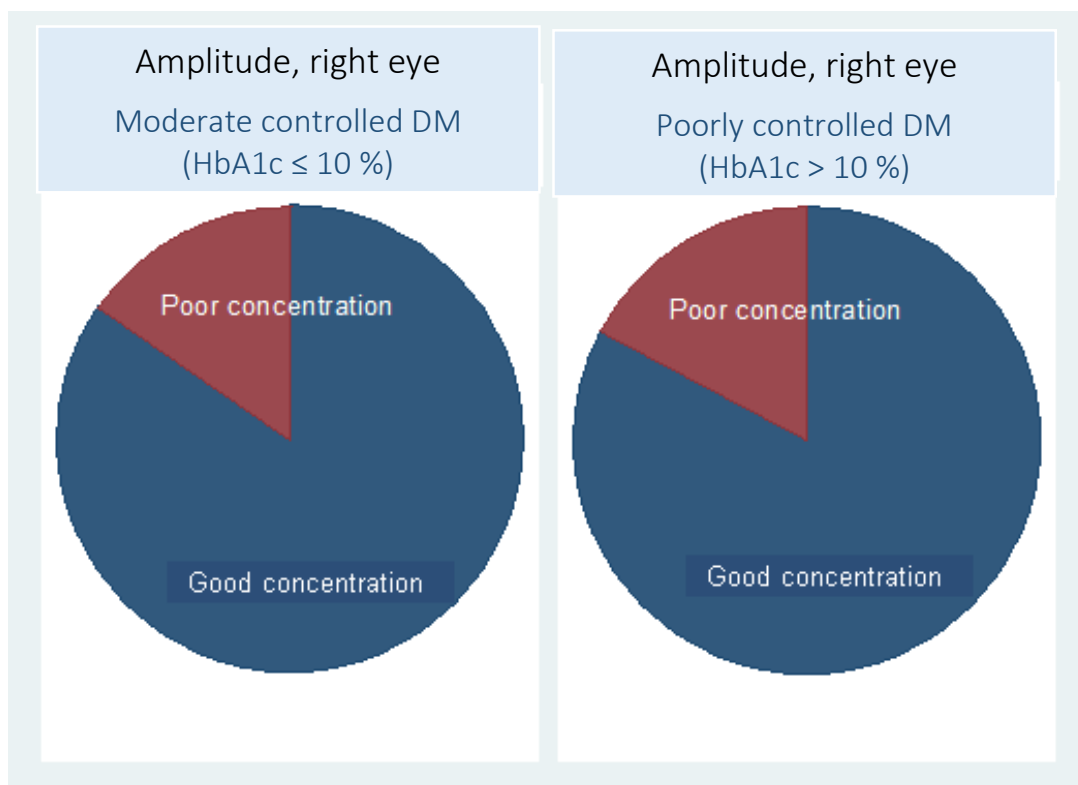 Amplitude, right eye
Moderate controlled DM
(HbA1c ≤ 10 %)
Poor concentration
Good concentration
Amplitude, right eye
Poorly controlled DM
(HbA1c > 10 %)
Poor concentration
Good concentration